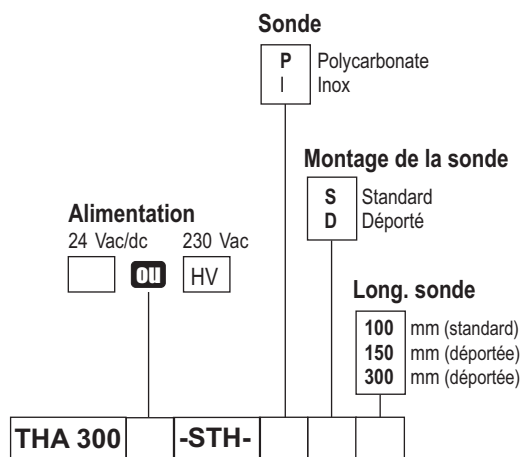 Sonde
P Polycarbonate
I Inox
Montage de la sonde
S Standard
D Déporté
Alimentation
24 Vac/dc 230 Vac
ou HV
Long. sonde
100 mm (standard)
150 mm (déportée)
300 mm (déportée)
THA 300 -STH-